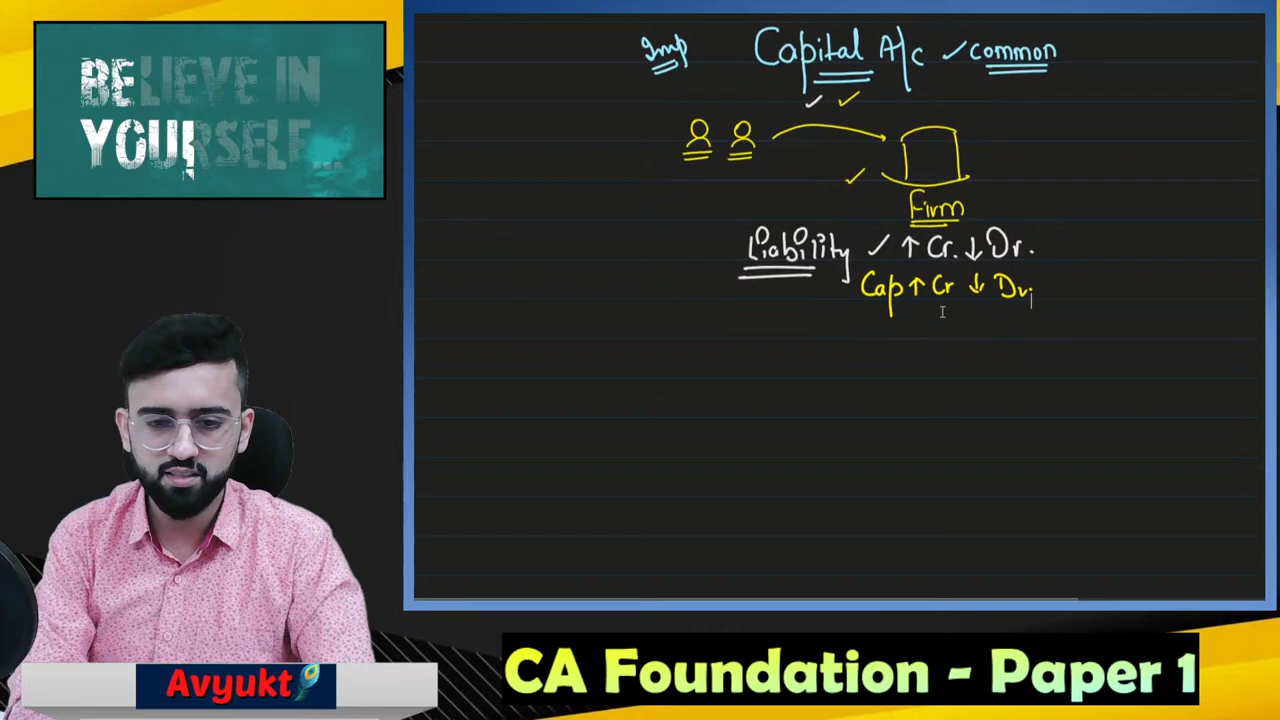 BELIEVE IN
YOURSELF...
Imp Capital A/c ✓ common
Firm
Liability ✓ ↑ Cr. ↓ Dr.
Cap ↑ Cr ↓ Dr.
Avyukt
CA Foundation - Paper 1